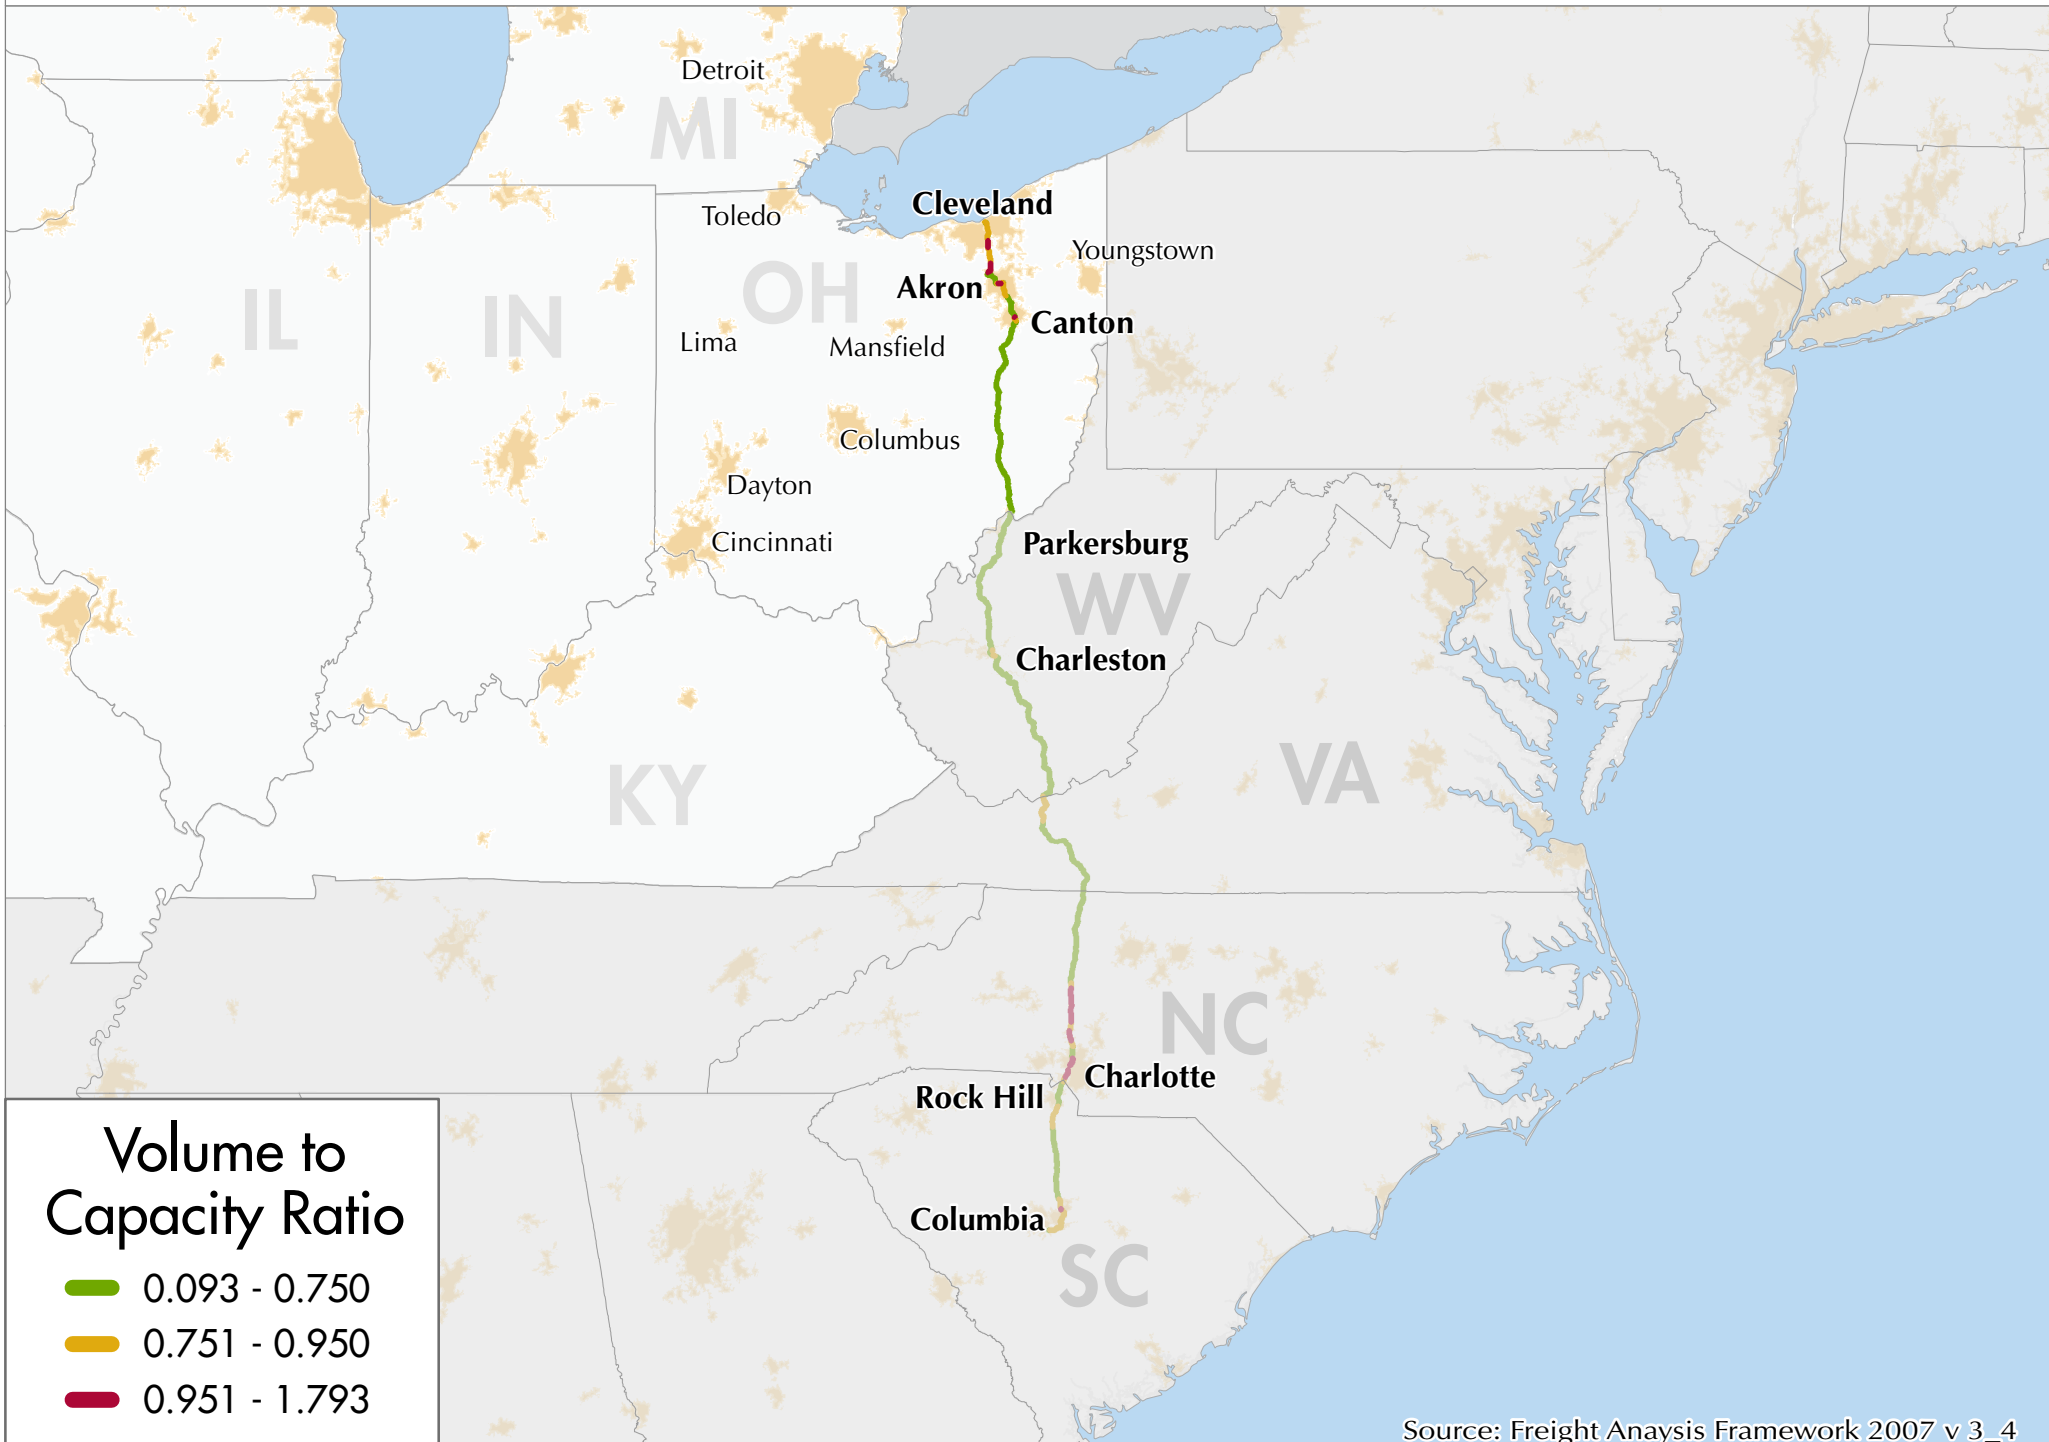 Detroit
MI
Cleveland
Toledo
Youngstown
OH
Akron
IL
IN
Canton
Lima
Mansfield
Columbus
Dayton
Cincinnati
Parkersburg
WV
Charleston
VA
KY
NC
Charlotte
Rock Hill
Columbia
SC
Volume to
Capacity Ratio
0.093 - 0.750
0.751 - 0.950
0.951 - 1.793
Source: Freight Anaysis Framework 2007 v 3_4